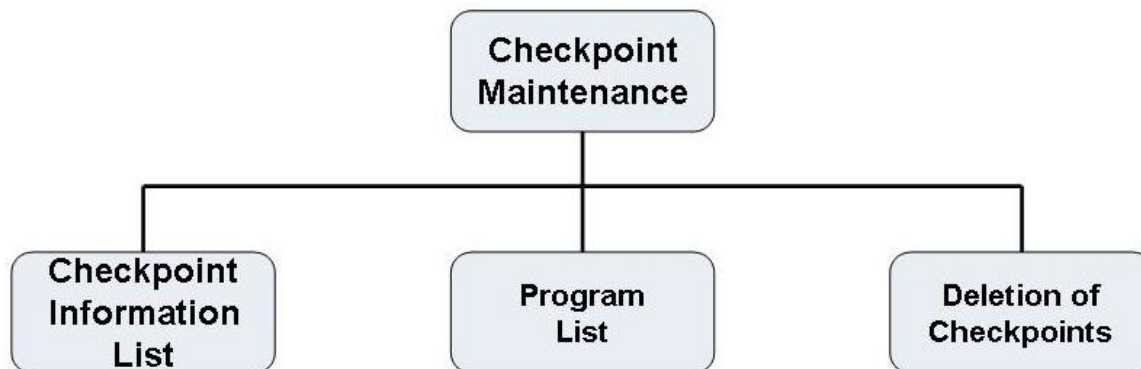 Checkpoint
Maintenance
Checkpoint
Information
List
Program
List
Deletion of
Checkpoints